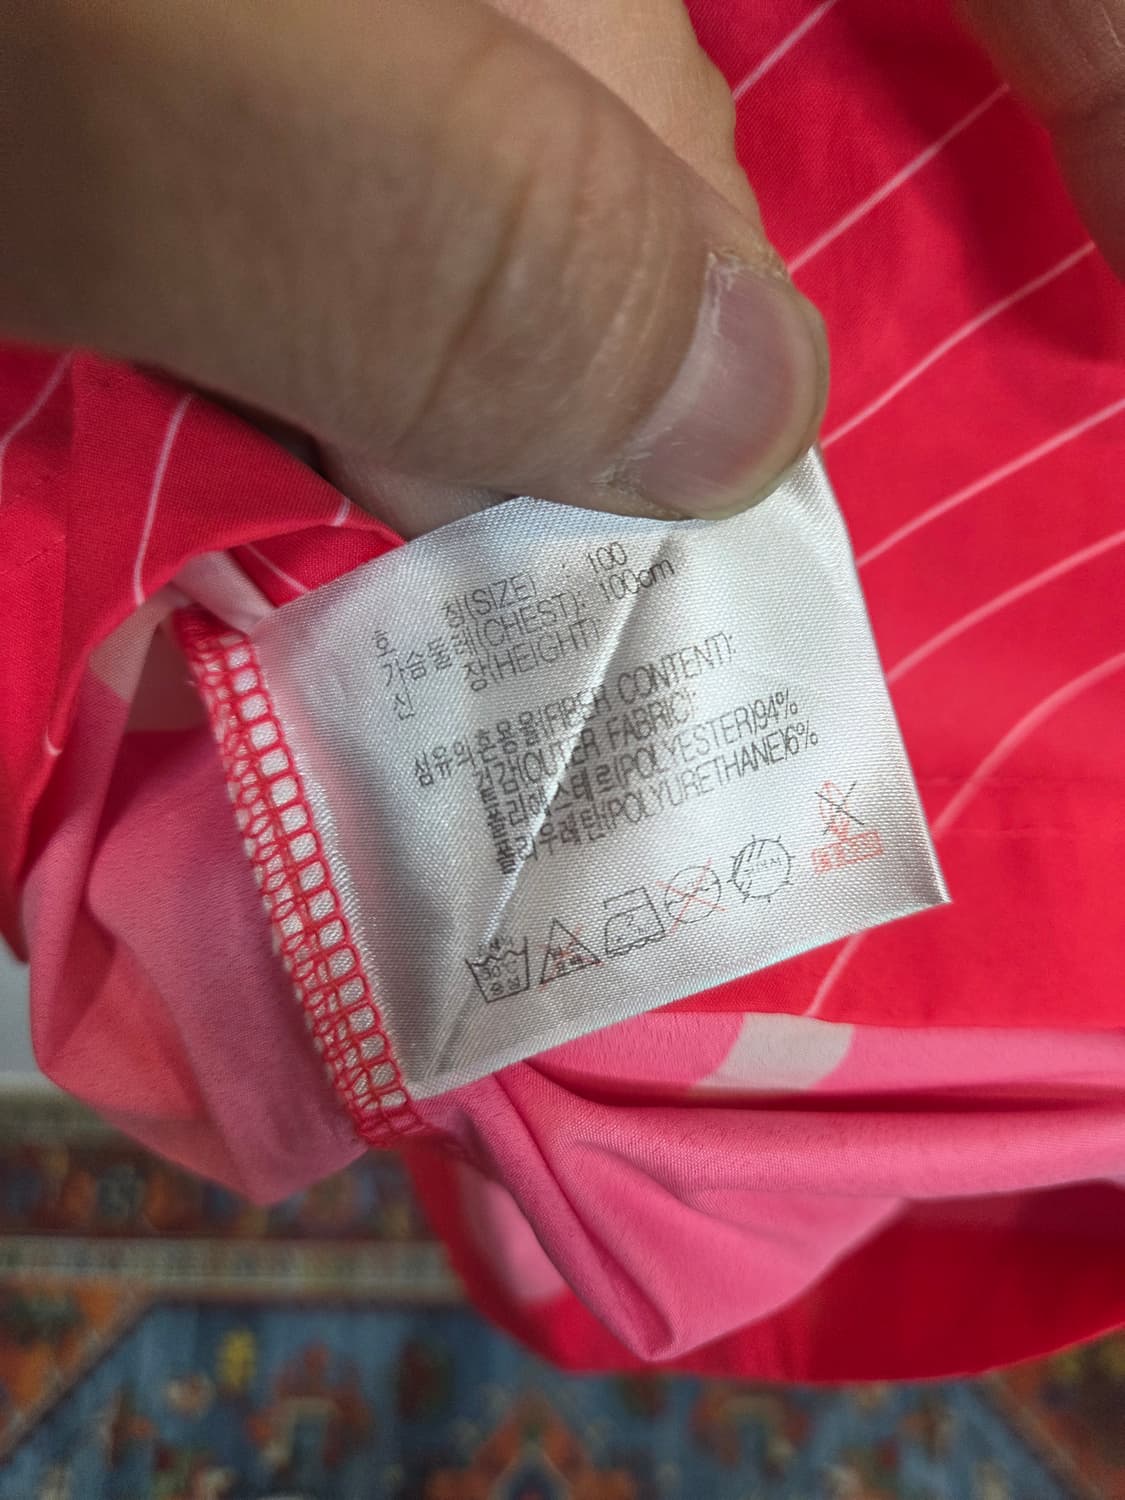 호 칭(SIZE) : 100
가슴둘레(CHEST): 100cm
신 장(HEIGHT)
섬유의 혼용율(FIBER CONTENT):
겉감(OUTER FABRIC):
폴리에스테르(POLYESTER)94%
폴리우레탄(POLYURETHANE)6%